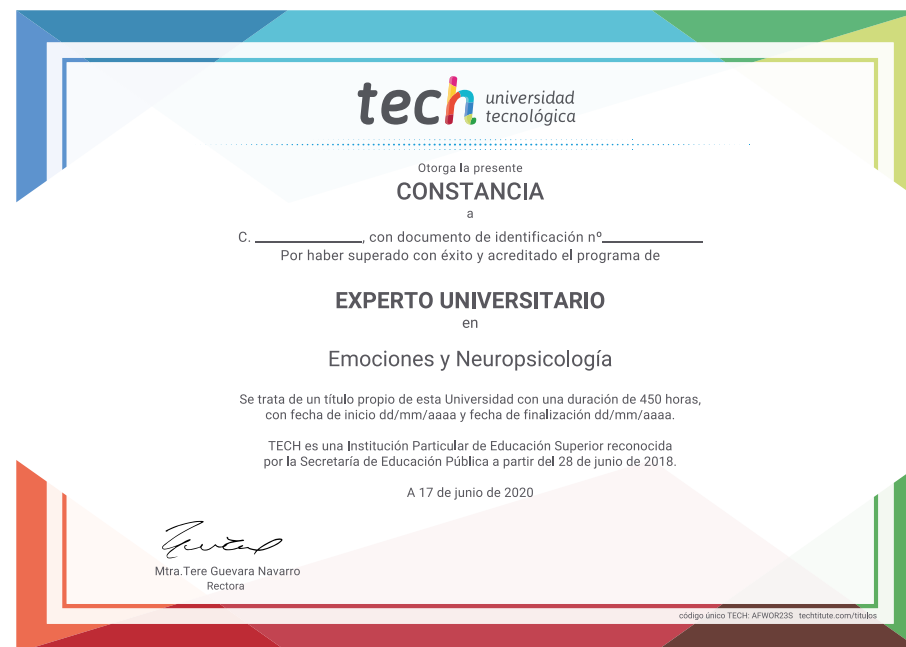 tech universidad
tecnológica
Otorga la presente
CONSTANCIA
a
C. ____________, con documento de identificación nº____________
Por haber superado con éxito y acreditado el programa de
EXPERTO UNIVERSITARIO
en
Emociones y Neuropsicología
Se trata de un título propio de esta Universidad con una duración de 450 horas,
con fecha de inicio dd/mm/aaaa y fecha de finalización dd/mm/aaaa.
TECH es una Institución Particular de Educación Superior reconocida
por la Secretaría de Educación Pública a partir del 28 de junio de 2018.
A 17 de junio de 2020
Mtra.Tere Guevara Navarro
Rectora
código único TECH: AFWOR23S techtitute.com/titulos